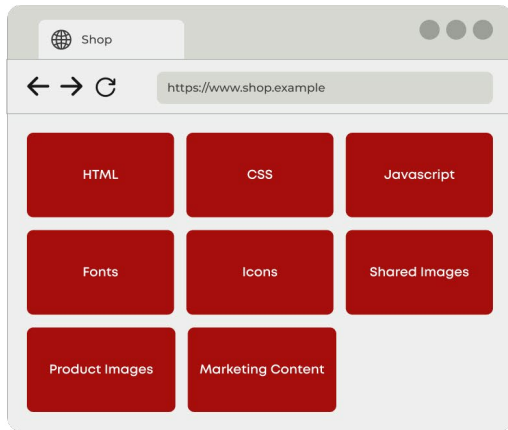 Shop
https://www.shop.example
HTML
CSS
Javascript
Fonts
Icons
Shared Images
Product Images
Marketing Content